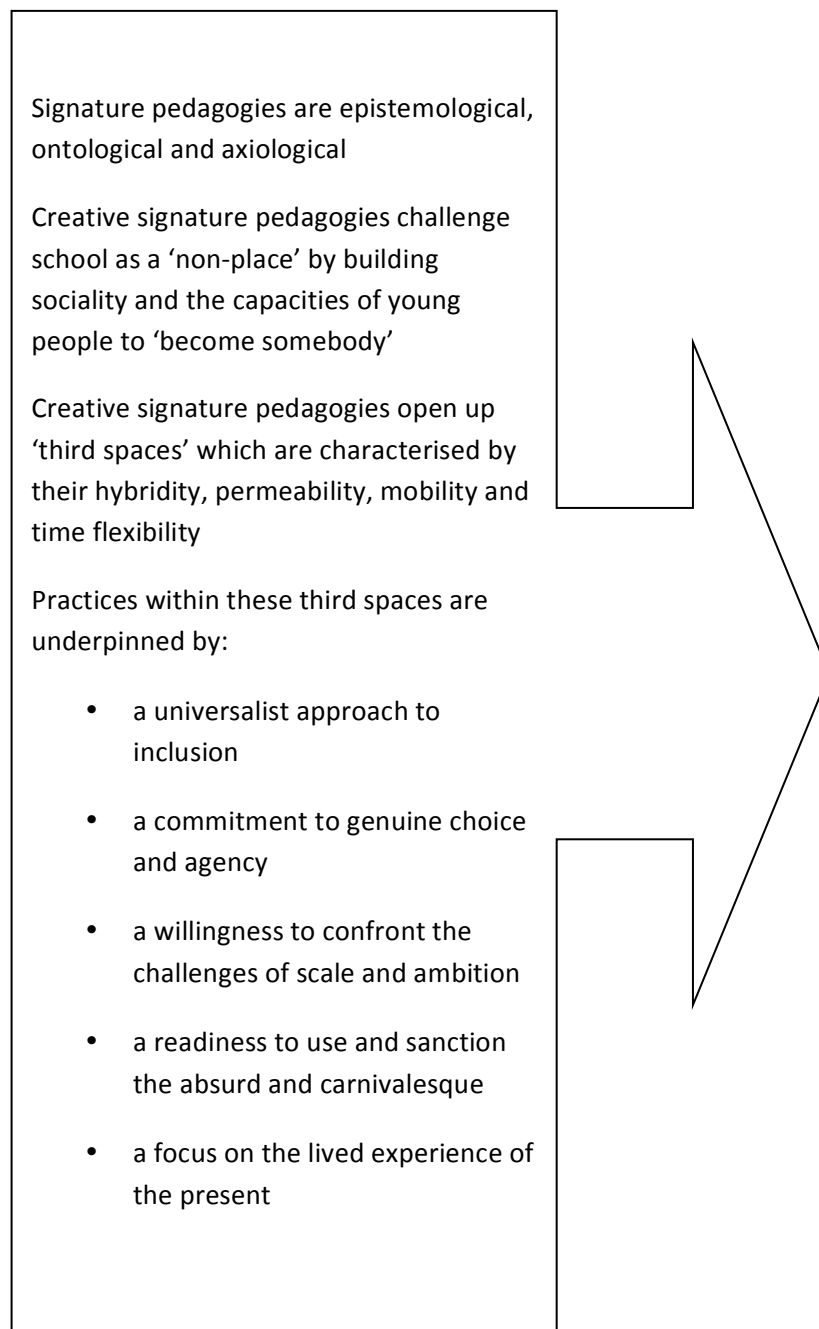 Signature pedagogies are epistemological,
ontological and axiological
Creative signature pedagogies challenge
school as a ‘non-place’ by building
sociality and the capacities of young
people to ‘become somebody’
Creative signature pedagogies open up
‘third spaces’ which are characterised by
their hybridity, permeability, mobility and
time flexibility
Practices within these third spaces are
underpinned by:
• a universalist approach to
inclusion
• a commitment to genuine choice
and agency
• a willingness to confront the
challenges of scale and ambition
• a readiness to use and sanction
the absurd and carnivalesque
• a focus on the lived experience of
the present